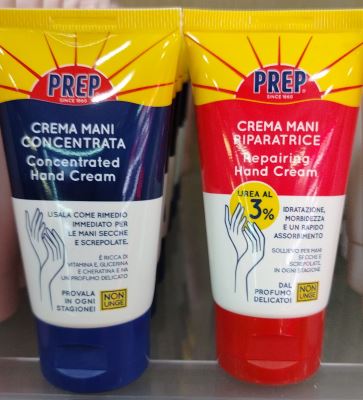 PREP
SINCE 1860
CREMA MANI
CONCENTRATA
Concentrated
Hand Cream
USALA COME RIMEDIO
IMMEDIATO PER
LE MANI SECCHE
E SCREPOLATE.
È RICCA DI
VITAMINA E, GLICERINA
E CHERATINA E HA
UN PROFUMO DELICATO
PROVALA
IN OGNI
STAGIONE!
NON
UNGE
PREP
SINCE 1860
CREMA MANI
RIPARATRICE
Repairing
Hand Cream
UREA AL
3%
IDRATAZIONE,
MORBIDEZZA
E UN RAPIDO
ASSORBIMENTO
SOLLIEVO PER MANI
SECCHE E
SCREPOLATE,
IN OGNI STAGIONE
DAL
PROFUMO
DELICATO!
NON
UNGE